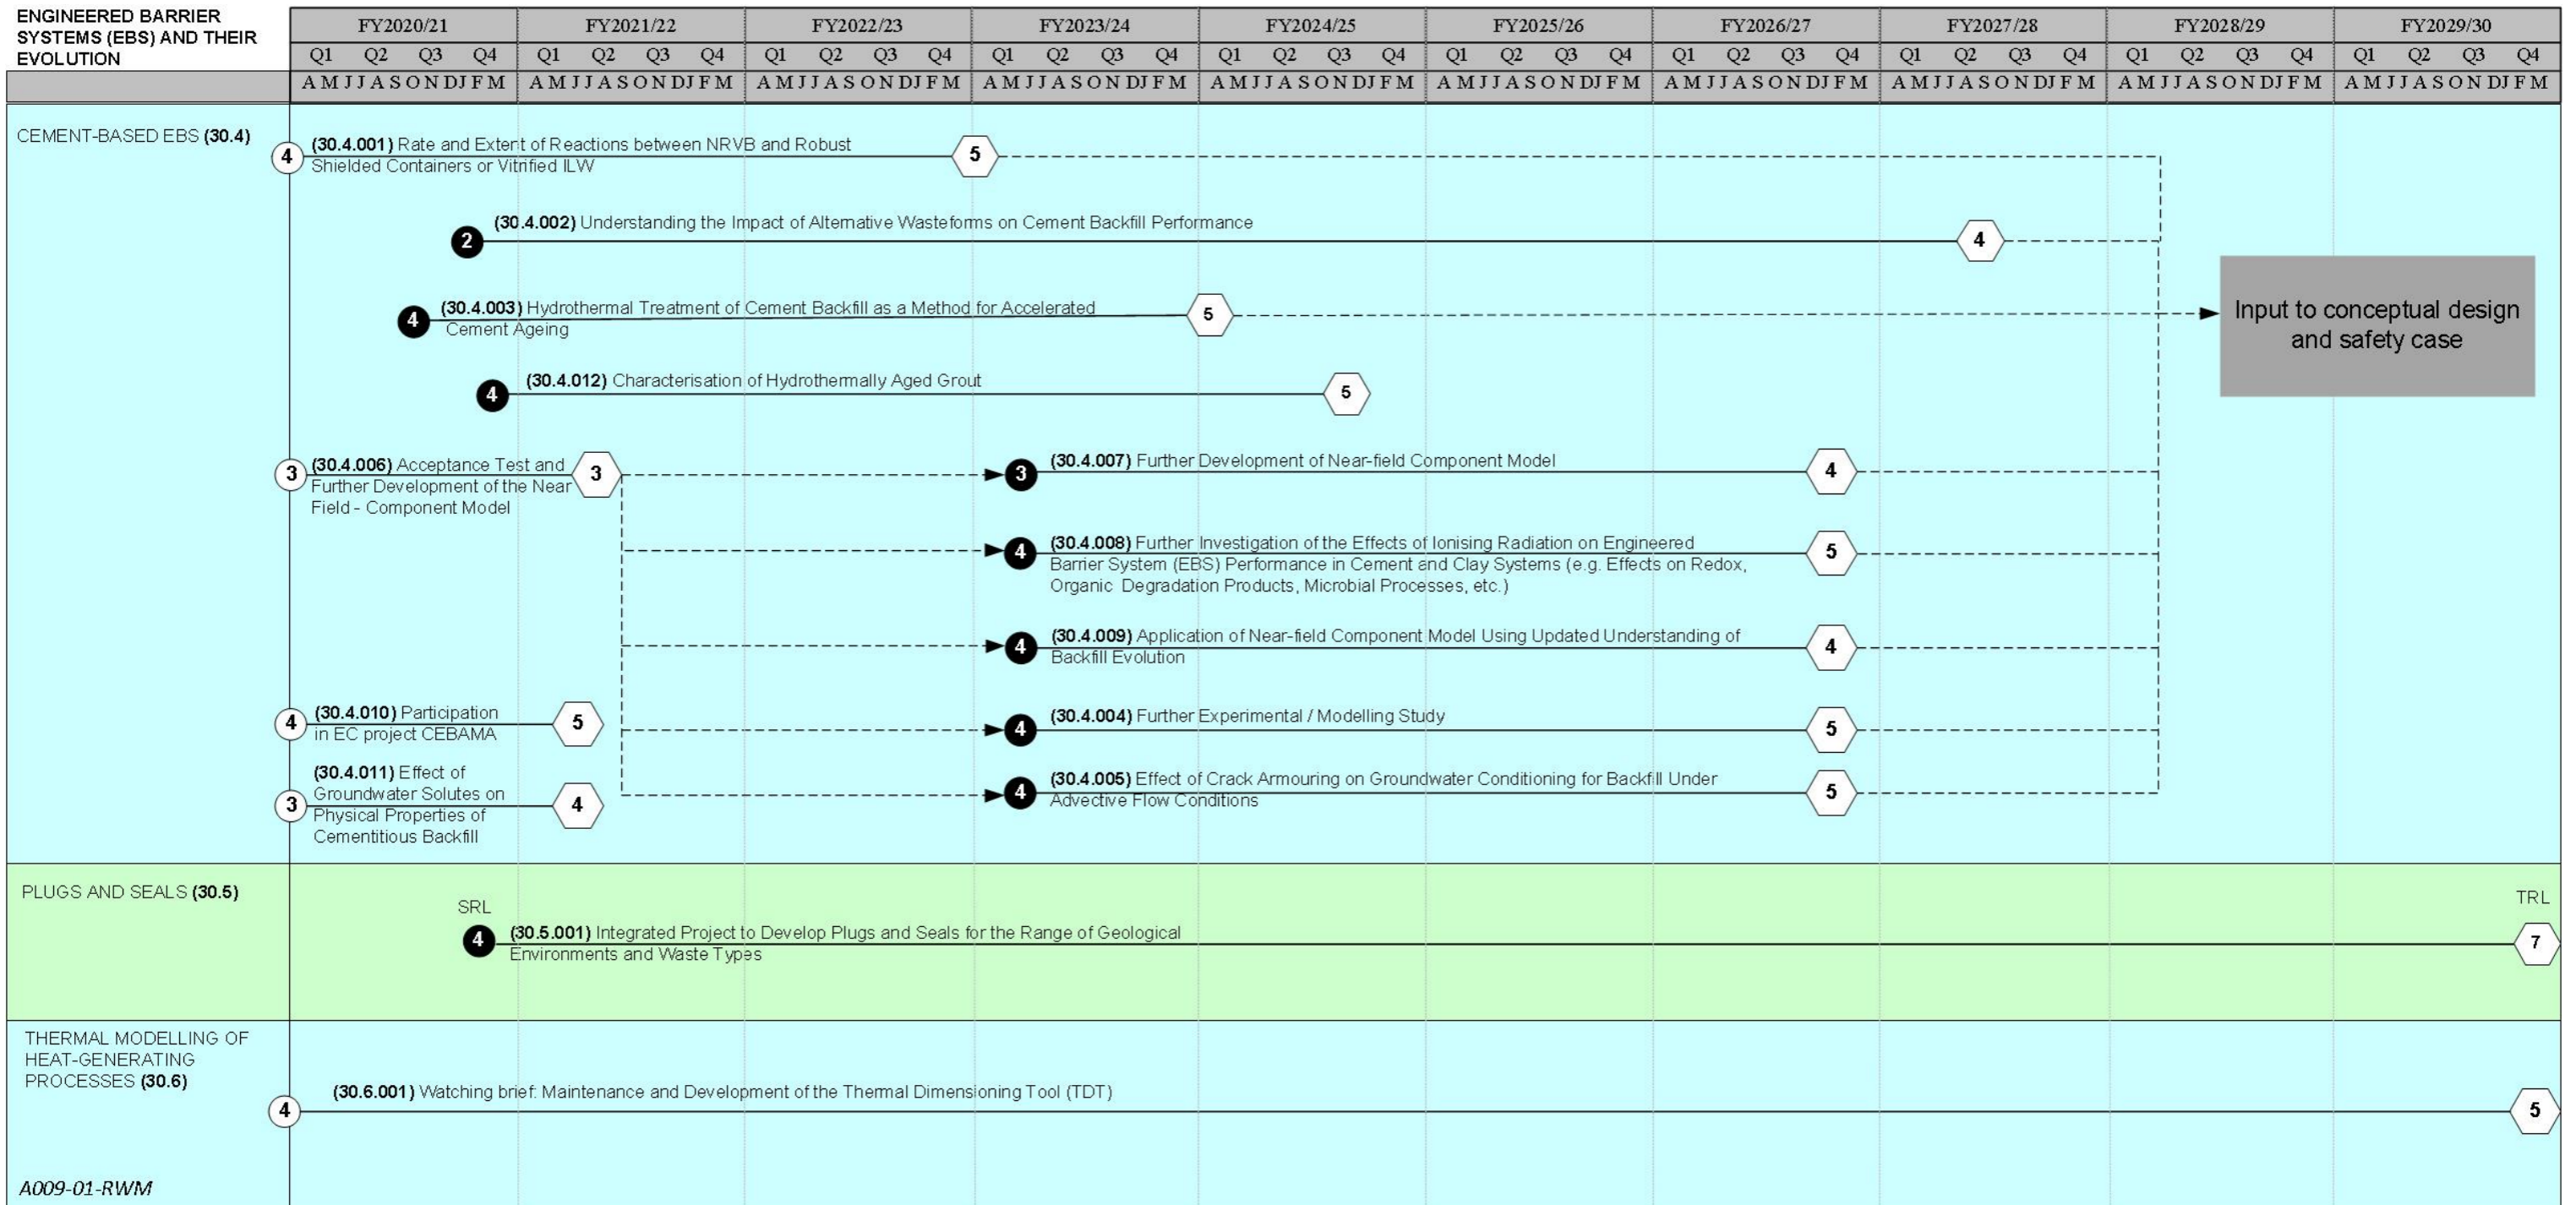 ENGINEERED BARRIER
SYSTEMS (EBS) AND THEIR
EVOLUTION
FY2020/21 FY2021/22 FY2022/23 FY2023/24 FY2024/25 FY2025/26 FY2026/27 FY2027/28 FY2028/29 FY2029/30
Q1 Q2 Q3 Q4 Q1 Q2 Q3 Q4 Q1 Q2 Q3 Q4 Q1 Q2 Q3 Q4 Q1 Q2 Q3 Q4 Q1 Q2 Q3 Q4 Q1 Q2 Q3 Q4 Q1 Q2 Q3 Q4 Q1 Q2 Q3 Q4 Q1 Q2 Q3 Q4
A M J J A S O N D J F M A M J J A S O N D J F M A M J J A S O N D J F M A M J J A S O N D J F M A M J J A S O N D J F M A M J J A S O N D J F M A M J J A S O N D J F M A M J J A S O N D J F M A M J J A S O N D J F M A M J J A S O N D J F M
CEMENT-BASED EBS (30.4)
4 (30.4.001) Rate and Extent of Reactions between NRVB and Robust 5
Shielded Containers or Vitrified ILW
2 (30.4.002) Understanding the Impact of Alternative Wasteforms on Cement Backfill Performance 4
4 (30.4.003) Hydrothermal Treatment of Cement Backfill as a Method for Accelerated 5
Cement Ageing
Input to conceptual design
and safety case
4 (30.4.012) Characterisation of Hydrothermally Aged Grout 5
3 (30.4.006) Acceptance Test and 3
Further Development of the Near
Field - Component Model
3 (30.4.007) Further Development of Near-field Component Model 4
4 (30.4.008) Further Investigation of the Effects of Ionising Radiation on Engineered 5
Barrier System (EBS) Performance in Cement and Clay Systems (e.g. Effects on Redox,
Organic Degradation Products, Microbial Processes, etc.)
4 (30.4.009) Application of Near-field Component Model Using Updated Understanding of 4
Backfill Evolution
4 (30.4.010) Participation 5
in EC project CEBAMA
4 (30.4.004) Further Experimental / Modelling Study 5
3 (30.4.011) Effect of 4
Groundwater Solutes on
Physical Properties of
Cementitious Backfill
4 (30.4.005) Effect of Crack Armouring on Groundwater Conditioning for Backfill Under 5
Advective Flow Conditions
PLUGS AND SEALS (30.5)
SRL TRL
4 (30.5.001) Integrated Project to Develop Plugs and Seals for the Range of Geological 7
Environments and Waste Types
THERMAL MODELLING OF
HEAT-GENERATING
PROCESSES (30.6)
4 (30.6.001) Watching brief: Maintenance and Development of the Thermal Dimensioning Tool (TDT) 5
A009-01-RWM